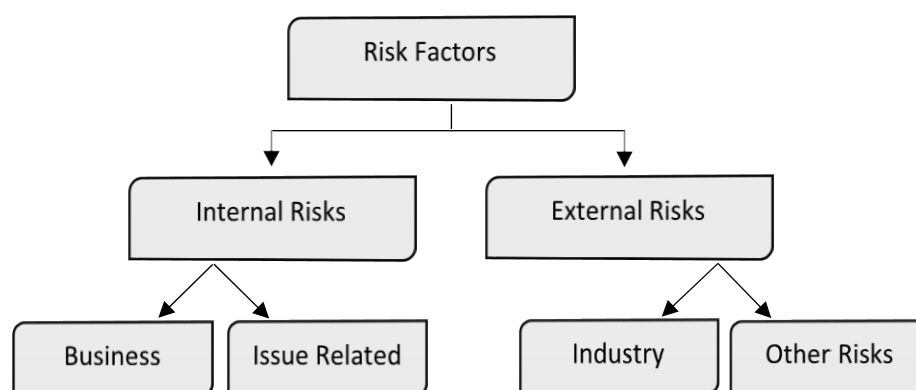 Risk Factors
Internal Risks
External Risks
Business
Issue Related
Industry
Other Risks